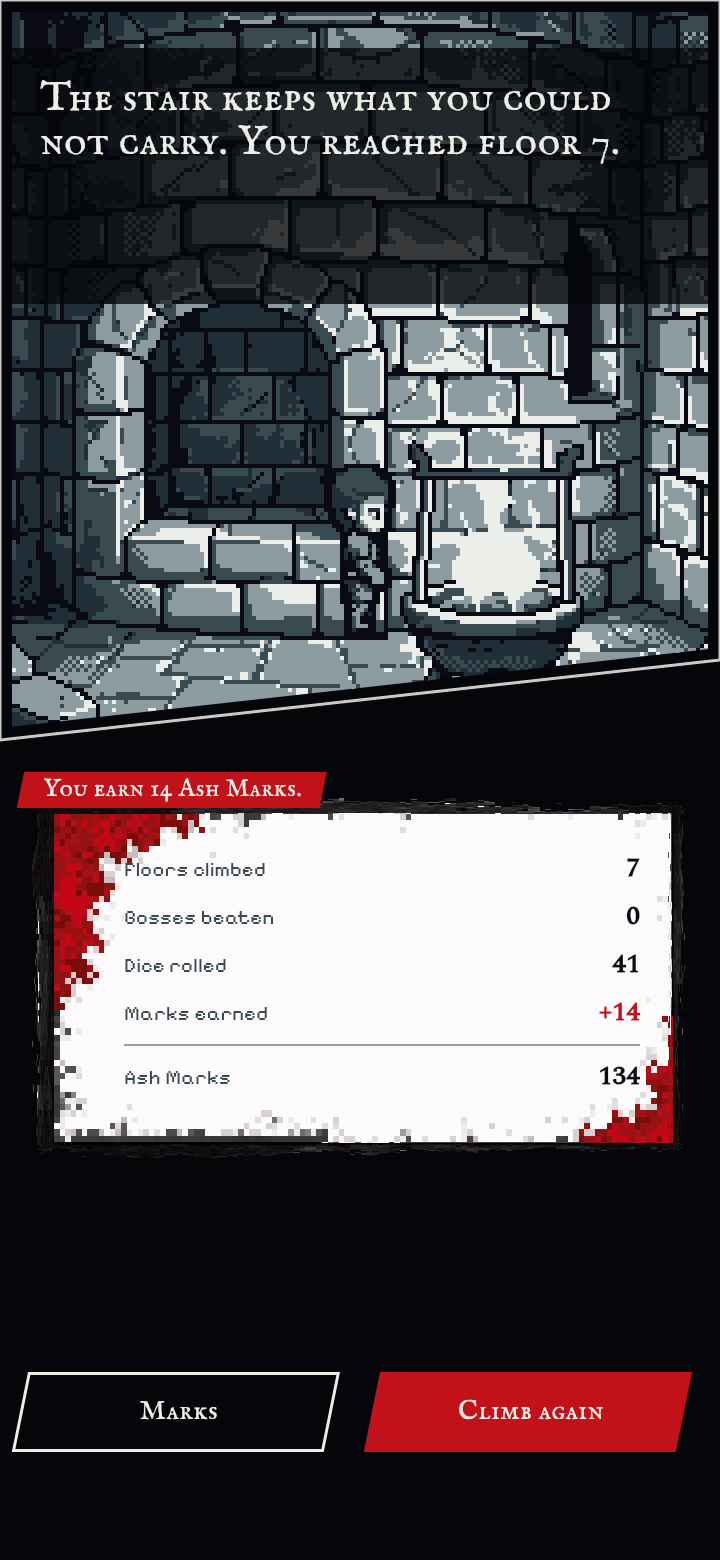 The stair keeps what you could
not carry. You reached floor 7.
You earn 14 Ash Marks.
Floors climbed 7
Bosses beaten 0
Dice rolled 41
Marks earned +14
Ash Marks 134
Marks
Climb again